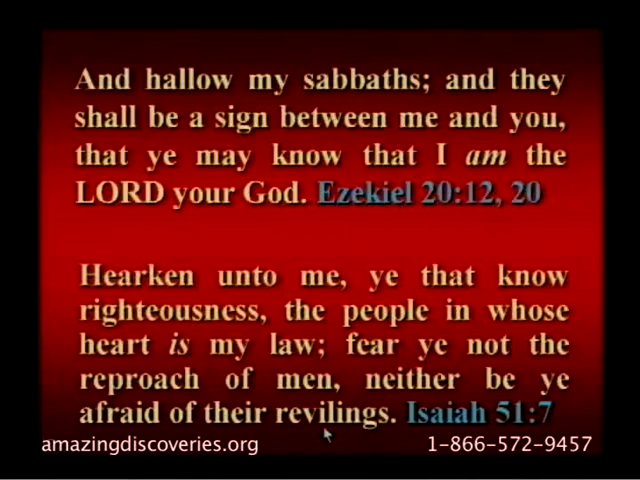 And hallow my sabbaths; and they
shall be a sign between me and you,
that ye may know that I am the
LORD your God. Ezekiel 20:12, 20
Hearken unto me, ye that know
righteousness, the people in whose
heart is my law; fear ye not the
reproach of men, neither be ye
afraid of their revilings. Isaiah 51:7
amazingdiscoveries.org 1-866-572-9457